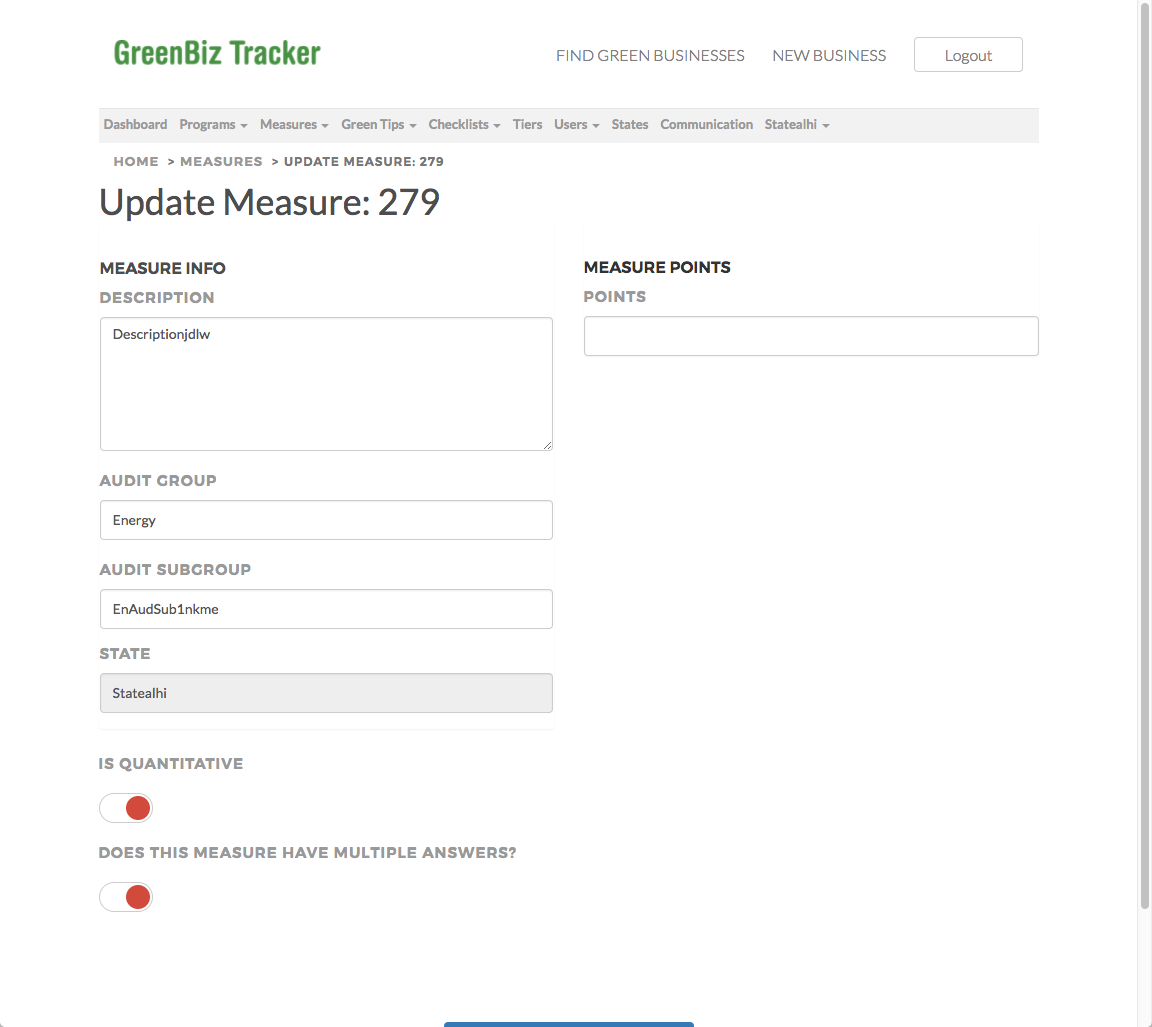 GreenBiz Tracker
FIND GREEN BUSINESSES NEW BUSINESS Logout
Dashboard Programs Measures Green Tips Checklists Tiers Users States Communication Statealhi
HOME > MEASURES > UPDATE MEASURE: 279
Update Measure: 279
MEASURE INFO
DESCRIPTION
Descriptionjdlw
AUDIT GROUP
Energy
AUDIT SUBGROUP
EnAudSub1nkme
STATE
Statealhi
IS QUANTITATIVE
DOES THIS MEASURE HAVE MULTIPLE ANSWERS?
MEASURE POINTS
POINTS